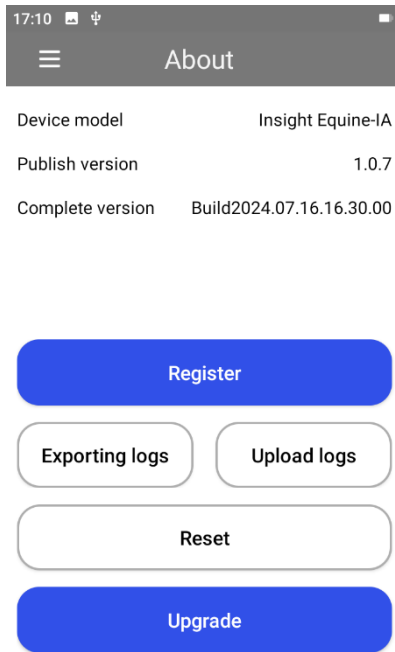 17:10
About
Device model Insight Equine-IA
Publish version 1.0.7
Complete version Build2024.07.16.16.30.00
Register
Exporting logs Upload logs
Reset
Upgrade